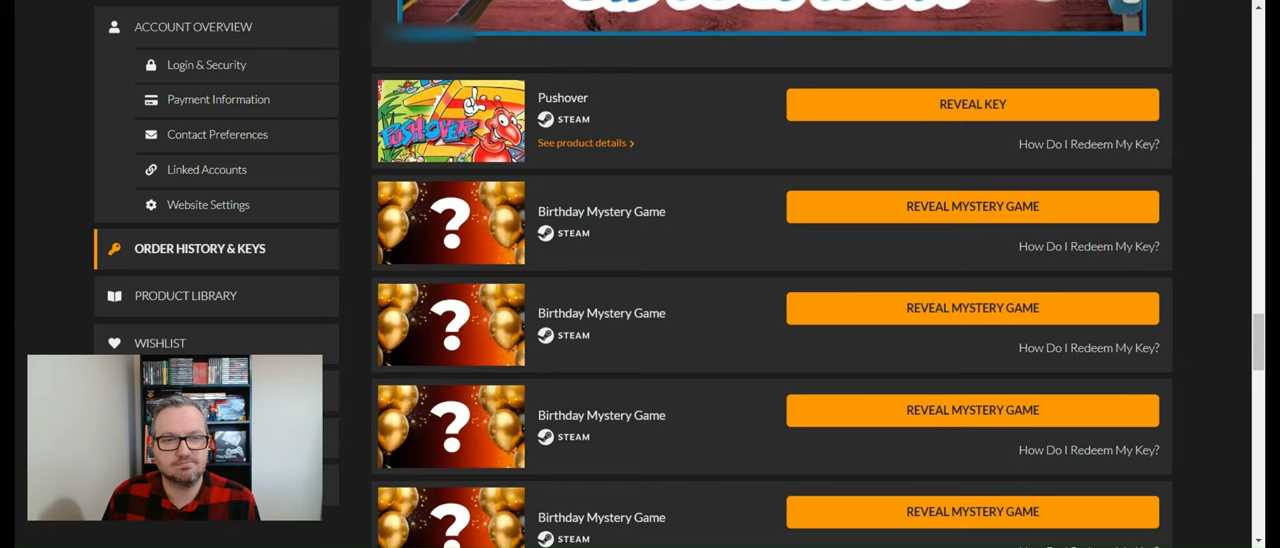 ACCOUNT OVERVIEW
Login & Security
Payment Information
Contact Preferences
Linked Accounts
Website Settings
ORDER HISTORY & KEYS
PRODUCT LIBRARY
WISHLIST
PUSH-OVER
Pushover
STEAM
See product details >
REVEAL KEY
How Do I Redeem My Key?
?
Birthday Mystery Game
STEAM
REVEAL MYSTERY GAME
How Do I Redeem My Key?
?
Birthday Mystery Game
STEAM
REVEAL MYSTERY GAME
How Do I Redeem My Key?
?
Birthday Mystery Game
STEAM
REVEAL MYSTERY GAME
How Do I Redeem My Key?
?
Birthday Mystery Game
STEAM
REVEAL MYSTERY GAME